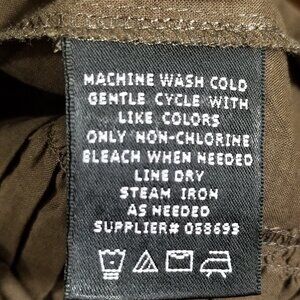 MACHINE WASH COLD
GENTLE CYCLE WITH
LIKE COLORS
ONLY NON-CHLORINE
BLEACH WHEN NEEDED
LINE DRY
STEAM IRON
AS NEEDED
SUPPLIER# 058693